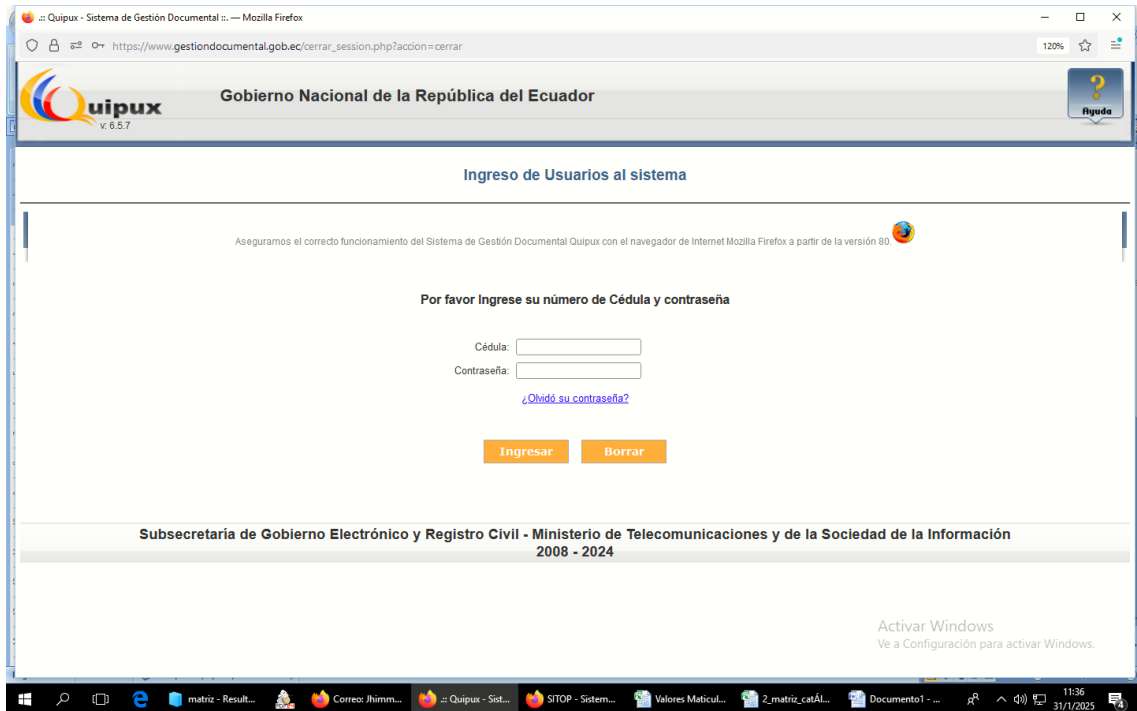 .:: Quipux - Sistema de Gestión Documental ::. — Mozilla Firefox
https://www.gestiondocumental.gob.ec/cerrar_session.php?accion=cerrar
120%
Quipux
v: 6.5.7
Gobierno Nacional de la República del Ecuador
?
Ayuda
Ingreso de Usuarios al sistema
Aseguramos el correcto funcionamiento del Sistema de Gestión Documental Quipux con el navegador de Internet Mozilla Firefox a partir de la versión 80.
Por favor Ingrese su número de Cédula y contraseña
Cédula:
Contraseña:
¿Olvidó su contraseña?
Ingresar Borrar
Subsecretaría de Gobierno Electrónico y Registro Civil - Ministerio de Telecomunicaciones y de la Sociedad de la Información
2008 - 2024
Activar Windows
Ve a Configuración para activar Windows.
matriz - Result... Correo: Jhimm... .:: Quipux - Sist... SITOP - Sistem... Valores Maticul... 2_matriz_catÁl... Documento1 - ...
11:36
31/1/2025
4